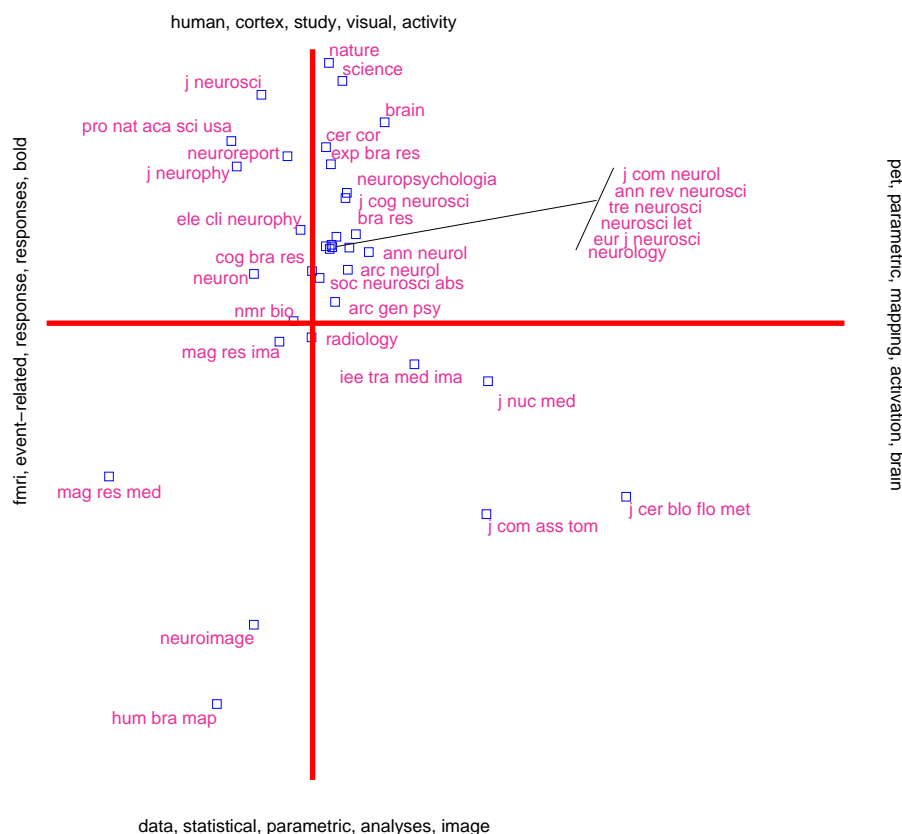 human, cortex, study, visual, activity
nature
science
j neurosci
brain
pro nat aca sci usa
cer cor
neuroreport
exp bra res
j neurophy
neuropsychologia
j cog neurosci
bra res
ele cli neurophy
j com neurol
ann rev neurosci
tre neurosci
neurosci let
eur j neurosci
neurology
ann neurol
cog bra res
arc neurol
neuron
soc neurosci abs
nmr bio
arc gen psy
mag res ima
radiology
iee tra med ima
j nuc med
mag res med
j cer blo flo met
j com ass tom
neuroimage
hum bra map
fmri, event−related, response, responses, bold
pet, parametric, mapping, activation, brain
data, statistical, parametric, analyses, image